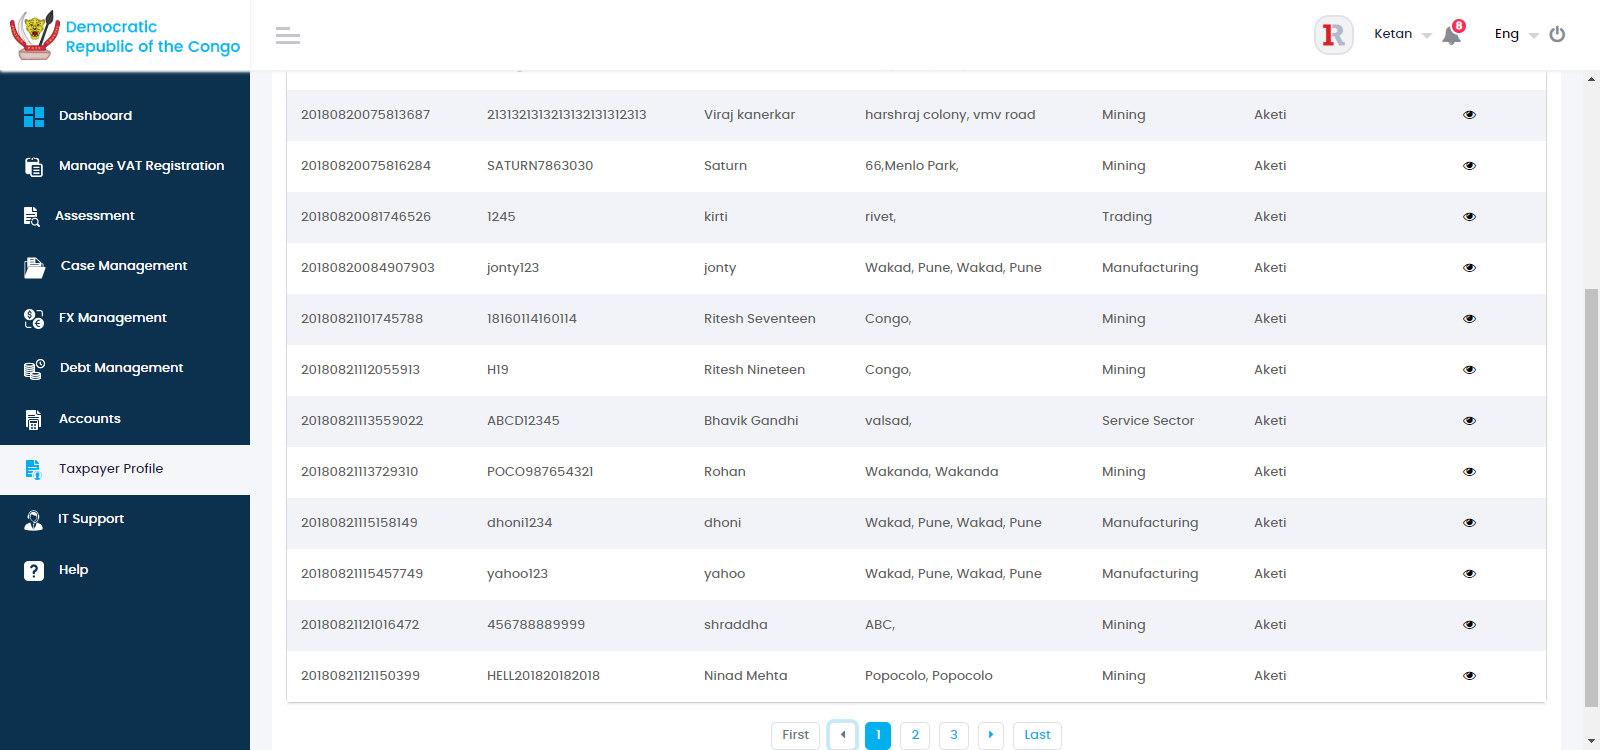 Democratic
Republic of the Congo
1R
Ketan
8
Eng
Dashboard
Manage VAT Registration
Assessment
Case Management
FX Management
Debt Management
Accounts
Taxpayer Profile
IT Support
Help
20180820075813687 2131321313213132131312313 Viraj kanerkar harshraj colony, vmv road Mining Aketi
20180820075816284 SATURN7863030 Saturn 66,Menlo Park, Mining Aketi
20180820081746526 1245 kirti rivet, Trading Aketi
20180820084907903 jonty123 jonty Wakad, Pune, Wakad, Pune Manufacturing Aketi
20180821101745788 18160114160114 Ritesh Seventeen Congo, Mining Aketi
20180821112055913 H19 Ritesh Nineteen Congo, Mining Aketi
20180821113559022 ABCD12345 Bhavik Gandhi valsad, Service Sector Aketi
20180821113729310 POCO987654321 Rohan Wakanda, Wakanda Mining Aketi
20180821115158149 dhoni1234 dhoni Wakad, Pune, Wakad, Pune Manufacturing Aketi
20180821115457749 yahoo123 yahoo Wakad, Pune, Wakad, Pune Manufacturing Aketi
20180821121016472 456788889999 shraddha ABC, Mining Aketi
20180821121150399 HELL201820182018 Ninad Mehta Popocolo, Popocolo Mining Aketi
First 1 2 3 Last